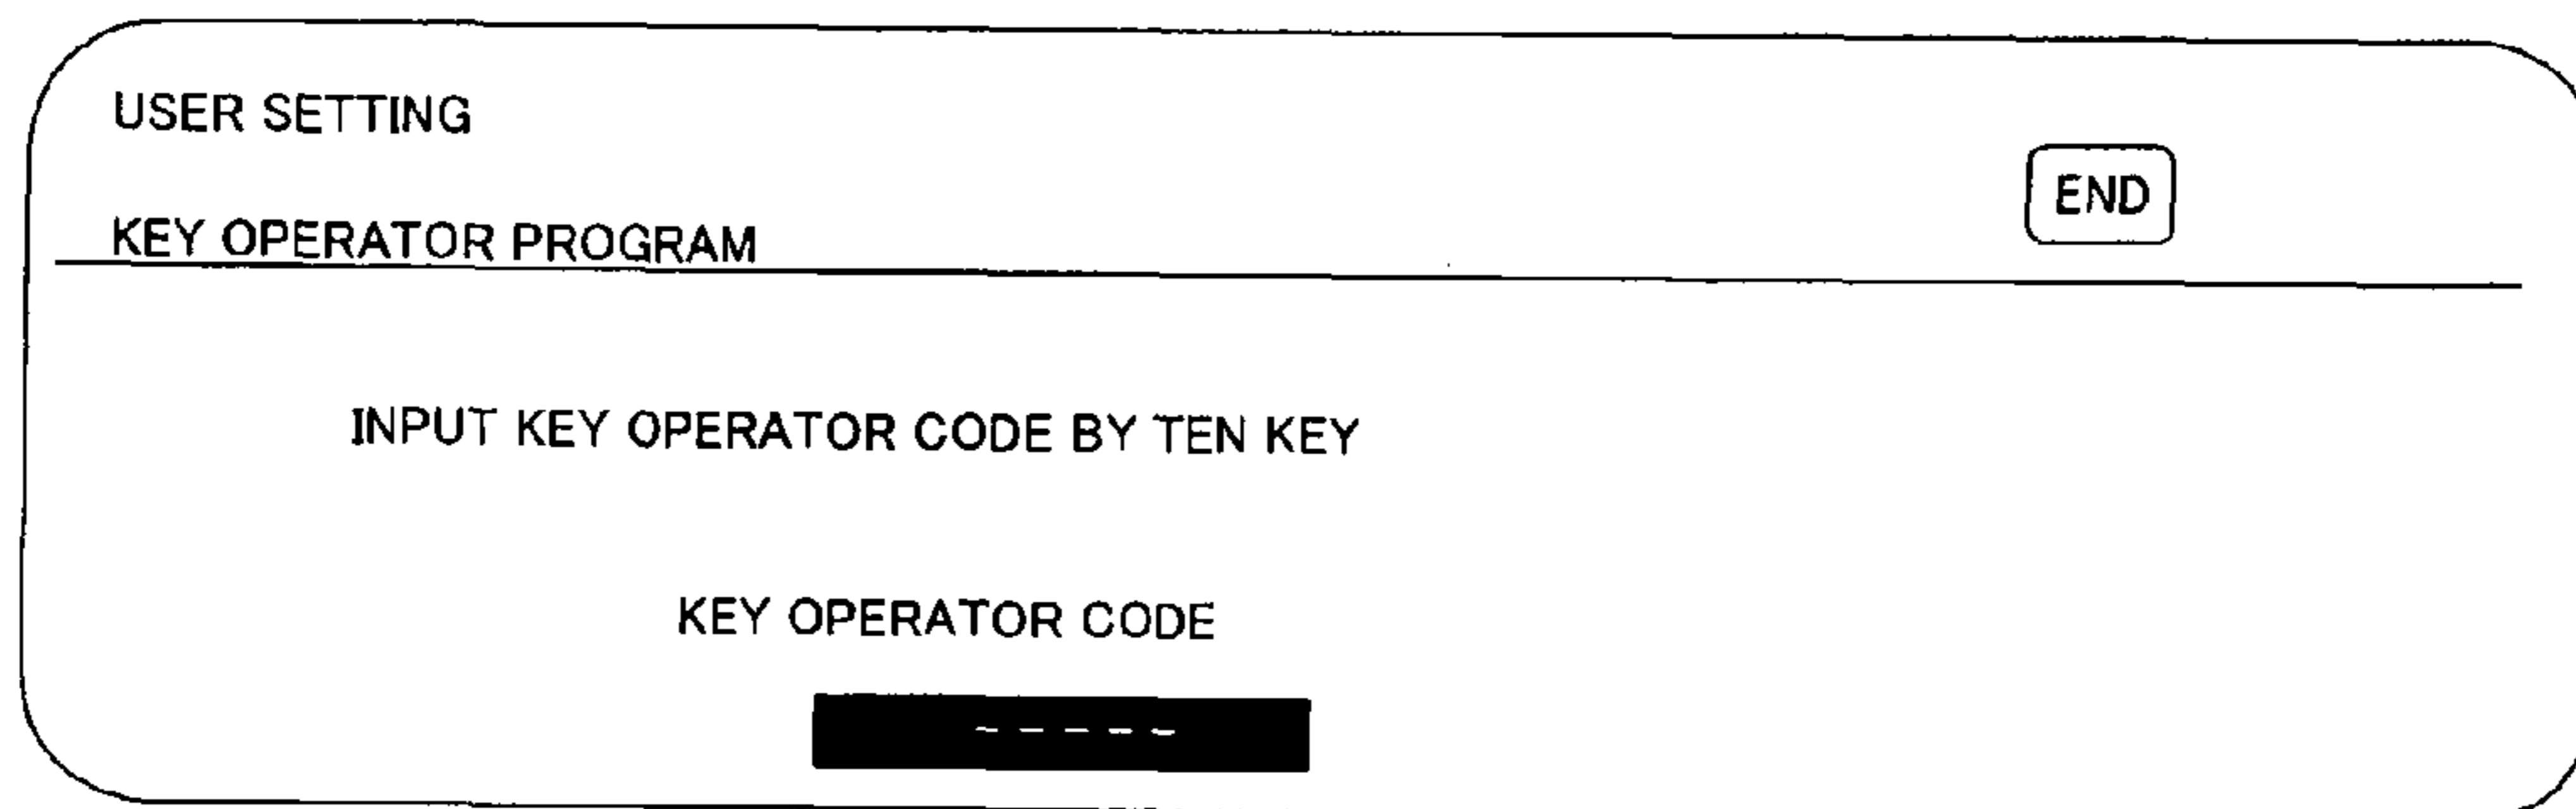 USER SETTING
END
KEY OPERATOR PROGRAM
INPUT KEY OPERATOR CODE BY TEN KEY
KEY OPERATOR CODE
-----